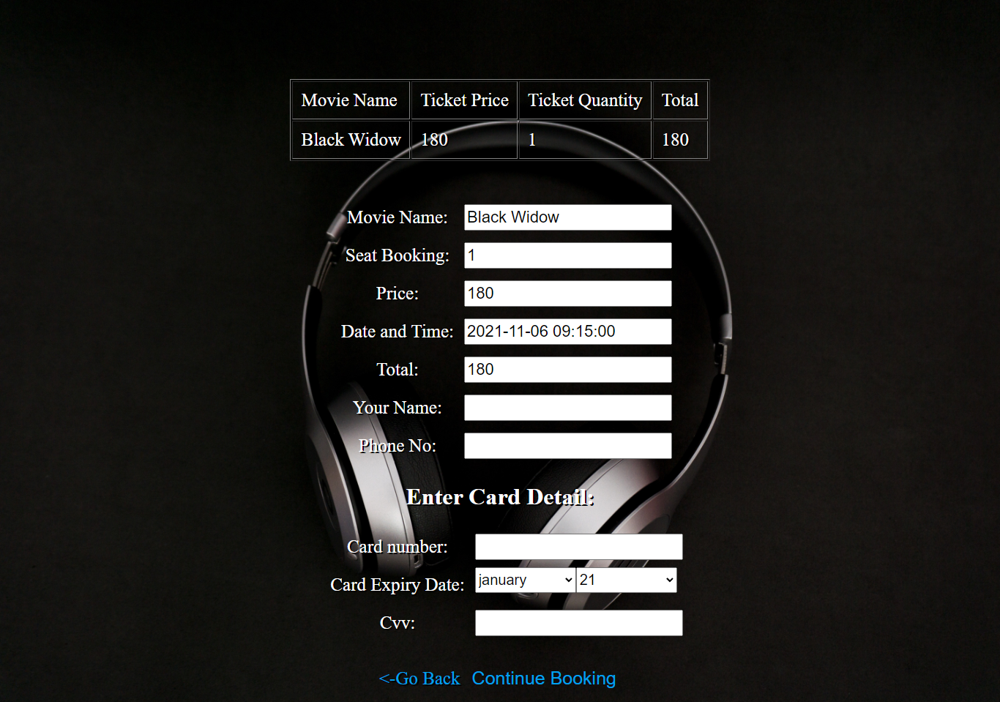 Movie Name Ticket Price Ticket Quantity Total
Black Widow 180 1 180
Movie Name: Black Widow
Seat Booking: 1
Price: 180
Date and Time: 2021-11-06 09:15:00
Total: 180
Your Name:
Phone No:
Enter Card Detail:
Card number:
Card Expiry Date: january 21
Cvv:
<-Go Back Continue Booking